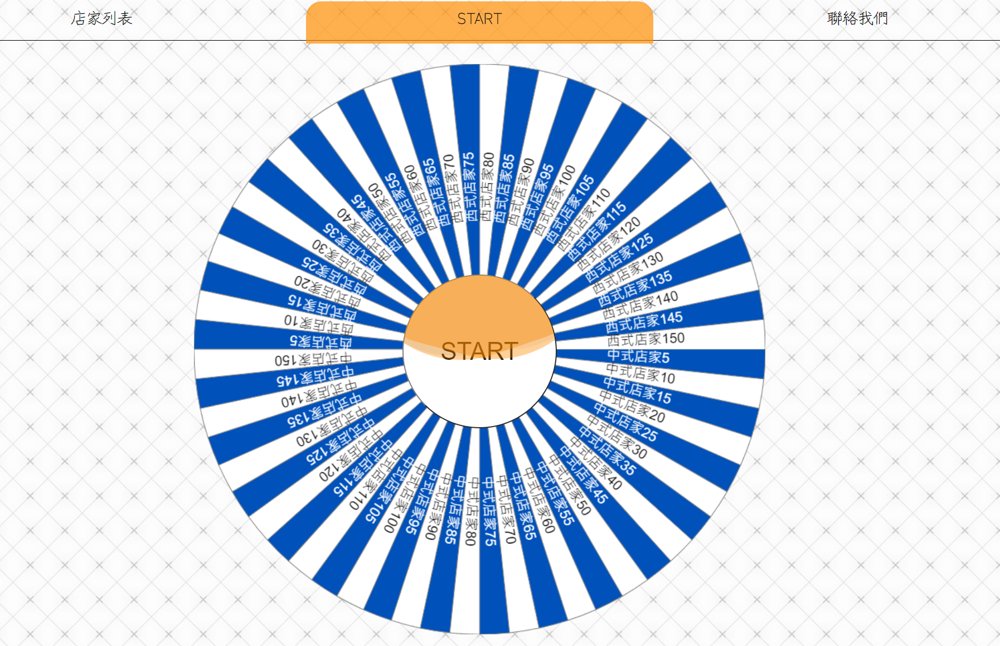 店家列表
START
聯絡我們
西式店家5
西式店家10
西式店家15
西式店家20
西式店家25
西式店家30
西式店家35
西式店家40
西式店家45
西式店家50
西式店家55
西式店家60
西式店家65
西式店家70
西式店家75
西式店家80
西式店家85
西式店家90
西式店家95
西式店家100
西式店家105
西式店家110
西式店家115
西式店家120
西式店家125
西式店家130
西式店家135
西式店家140
西式店家145
西式店家150
中式店家5
中式店家10
中式店家15
中式店家20
中式店家25
中式店家30
中式店家35
中式店家40
中式店家45
中式店家50
中式店家55
中式店家60
中式店家65
中式店家70
中式店家75
中式店家80
中式店家85
中式店家90
中式店家95
中式店家100
中式店家105
中式店家110
中式店家115
中式店家120
中式店家125
中式店家130
中式店家135
中式店家140
中式店家145
中式店家150
START